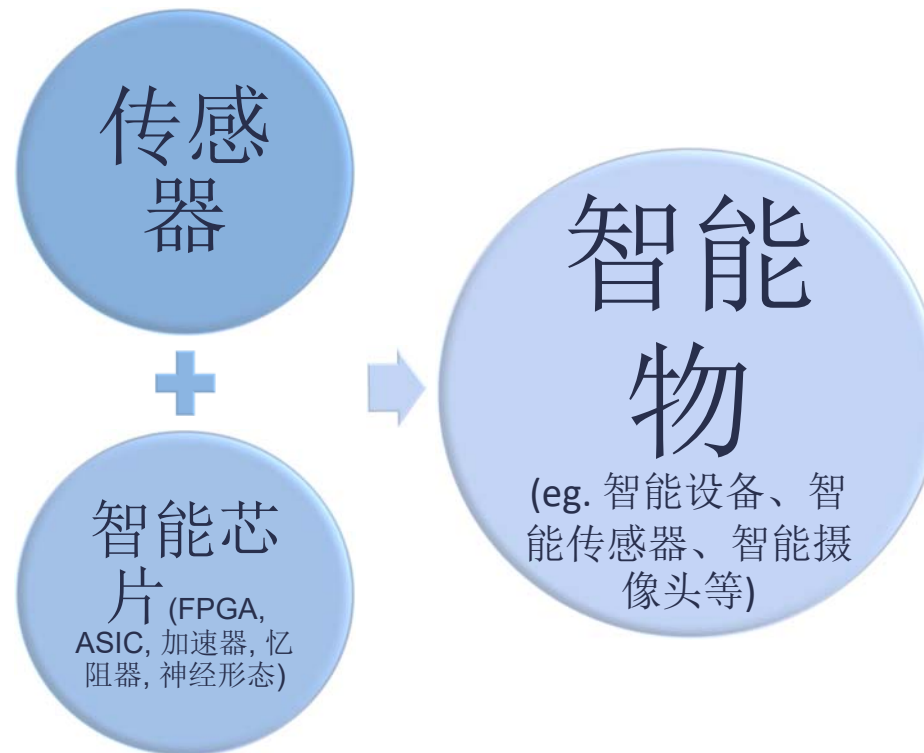 传感
器
智能芯
片 (FPGA,
ASIC, 加速器, 忆
阻器, 神经形态)
智能
物
(eg. 智能设备、智
能传感器、智能摄
像头等)